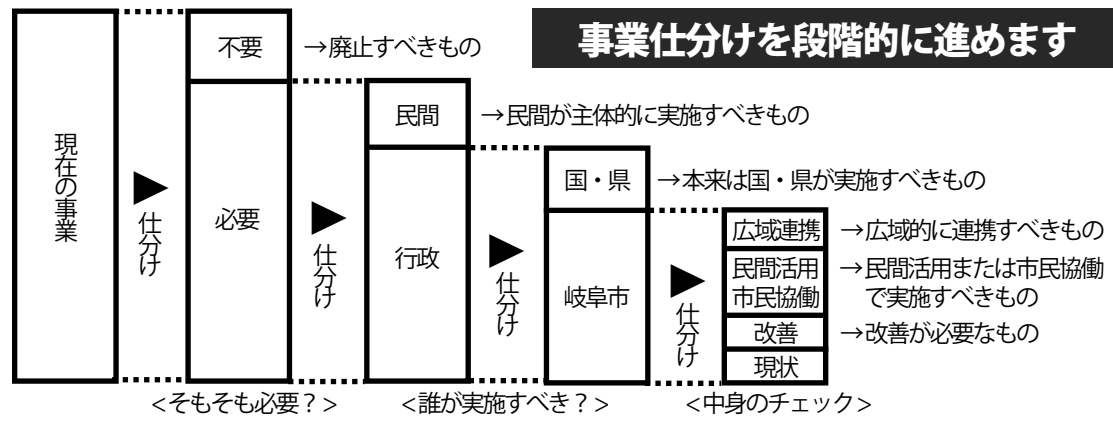 事業仕分けを段階的に進めます
現在の事業
▶
仕分け
不要
→廃止すべきもの
必要
▶
仕分け
民間
→民間が主体的に実施すべきもの
行政
▶
仕分け
国・県
→本来は国・県が実施すべきもの
岐阜市
▶
仕分け
広域連携
→広域的に連携すべきもの
民間活用
市民協働
→民間活用または市民協働
で実施すべきもの
改善
→改善が必要なもの
現状
<そもそも必要？>
<誰が実施すべき？>
<中身のチェック>